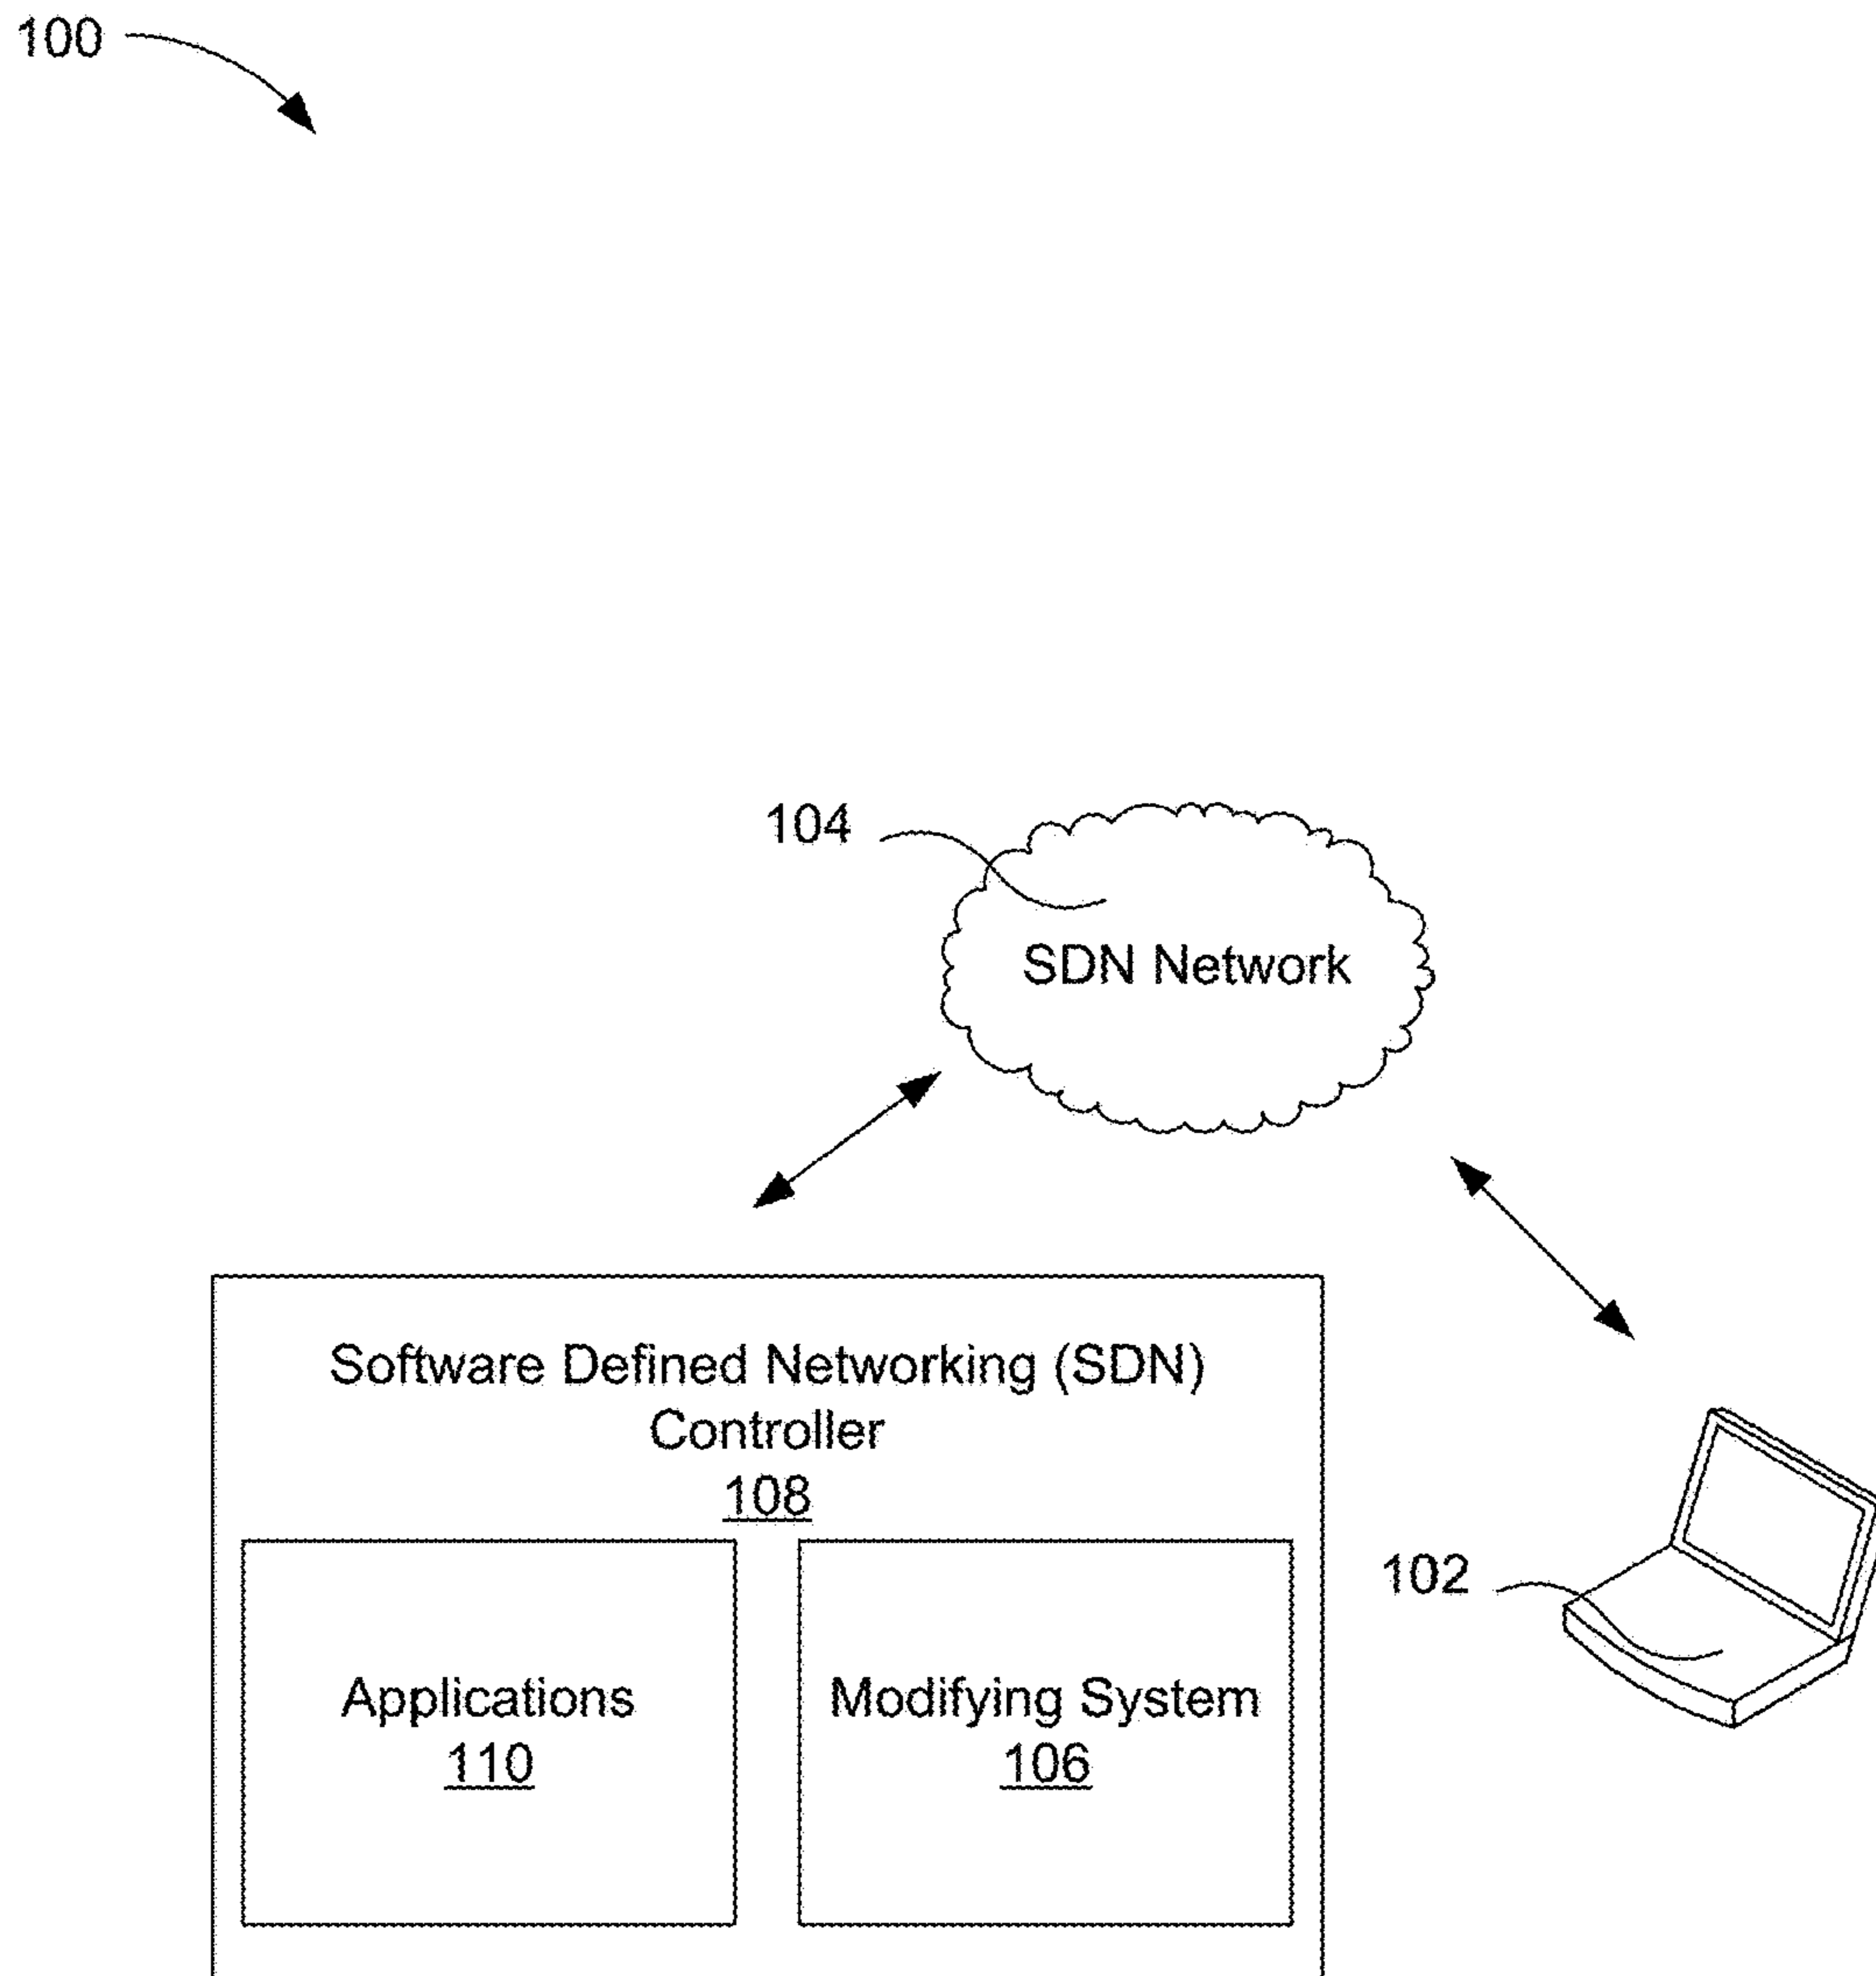 100
104
SDN Network
Software Defined Networking (SDN)
Controller
108
102
Applications
110
Modifying System
106